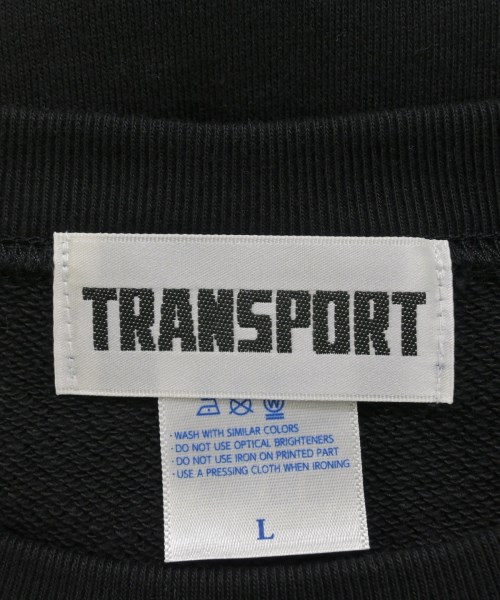 TRANSPORT
W
· WASH WITH SIMILAR COLORS
· DO NOT USE OPTICAL BRIGHTENERS
· DO NOT USE IRON ON PRINTED PART
· USE A PRESSING CLOTH WHEN IRONING
L